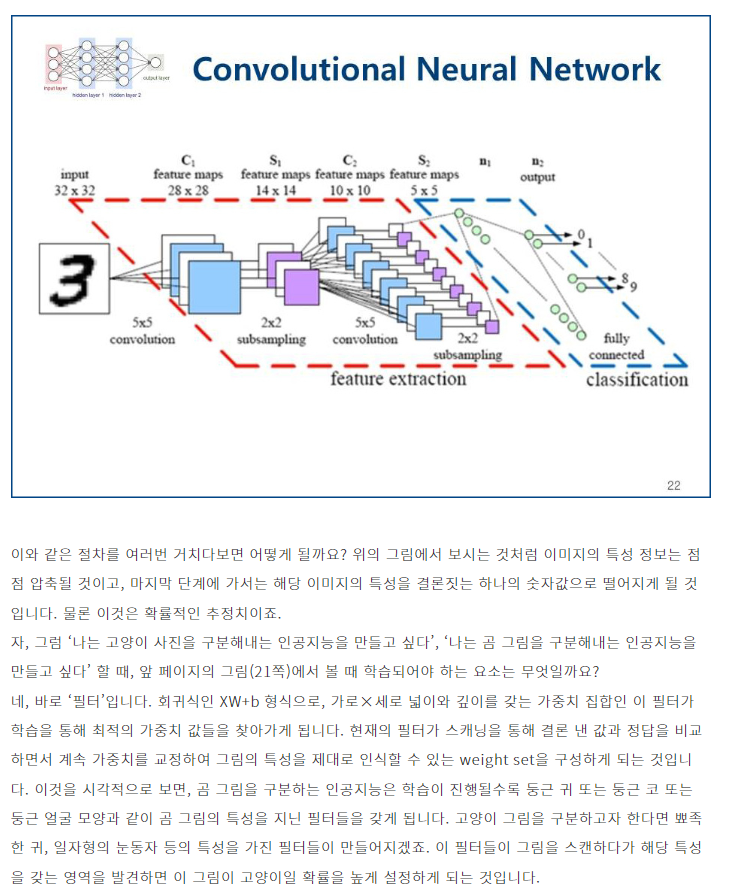 Convolutional Neural Network
input layer
hidden layer 1 hidden layer 2
output layer
C1 S1 C2 S2 n1 n2
input feature maps feature maps feature maps feature maps output
32 x 32 28 x 28 14 x 14 10 x 10 5 x 5
3
0
1
8
9
5x5 2x2 5x5 2x2 fully
convolution subsampling convolution subsampling connected
feature extraction classification
22
이와 같은 절차를 여러번 거치다보면 어떻게 될까요? 위의 그림에서 보시는 것처럼 이미지의 특성 정보는 점
점 압축될 것이고, 마지막 단계에 가서는 해당 이미지의 특성을 결론짓는 하나의 숫자값으로 떨어지게 될 것
입니다. 물론 이것은 확률적인 추정치이죠.
자, 그럼 ‘나는 고양이 사진을 구분해내는 인공지능을 만들고 싶다’, ‘나는 곰 그림을 구분해내는 인공지능을
만들고 싶다’ 할 때, 앞 페이지의 그림(21쪽)에서 볼 때 학습되어야 하는 요소는 무엇일까요?
네, 바로 ‘필터’입니다. 회귀식인 XW+b 형식으로, 가로×세로 넓이와 깊이를 갖는 가중치 집합인 이 필터가
학습을 통해 최적의 가중치 값들을 찾아가게 됩니다. 현재의 필터가 스캐닝을 통해 결론 낸 값과 정답을 비교
하면서 계속 가중치를 교정하여 그림의 특성을 제대로 인식할 수 있는 weight set을 구성하게 되는 것입니
다. 이것을 시각적으로 보면, 곰 그림을 구분하는 인공지능은 학습이 진행될수록 둥근 귀 또는 둥근 코 또는
둥근 얼굴 모양과 같이 곰 그림의 특성을 지닌 필터들을 갖게 됩니다. 고양이 그림을 구분하고자 한다면 뾰족
한 귀, 일자형의 눈동자 등의 특성을 가진 필터들이 만들어지겠죠. 이 필터들이 그림을 스캔하다가 해당 특성
을 갖는 영역을 발견하면 이 그림이 고양이일 확률을 높게 설정하게 되는 것입니다.